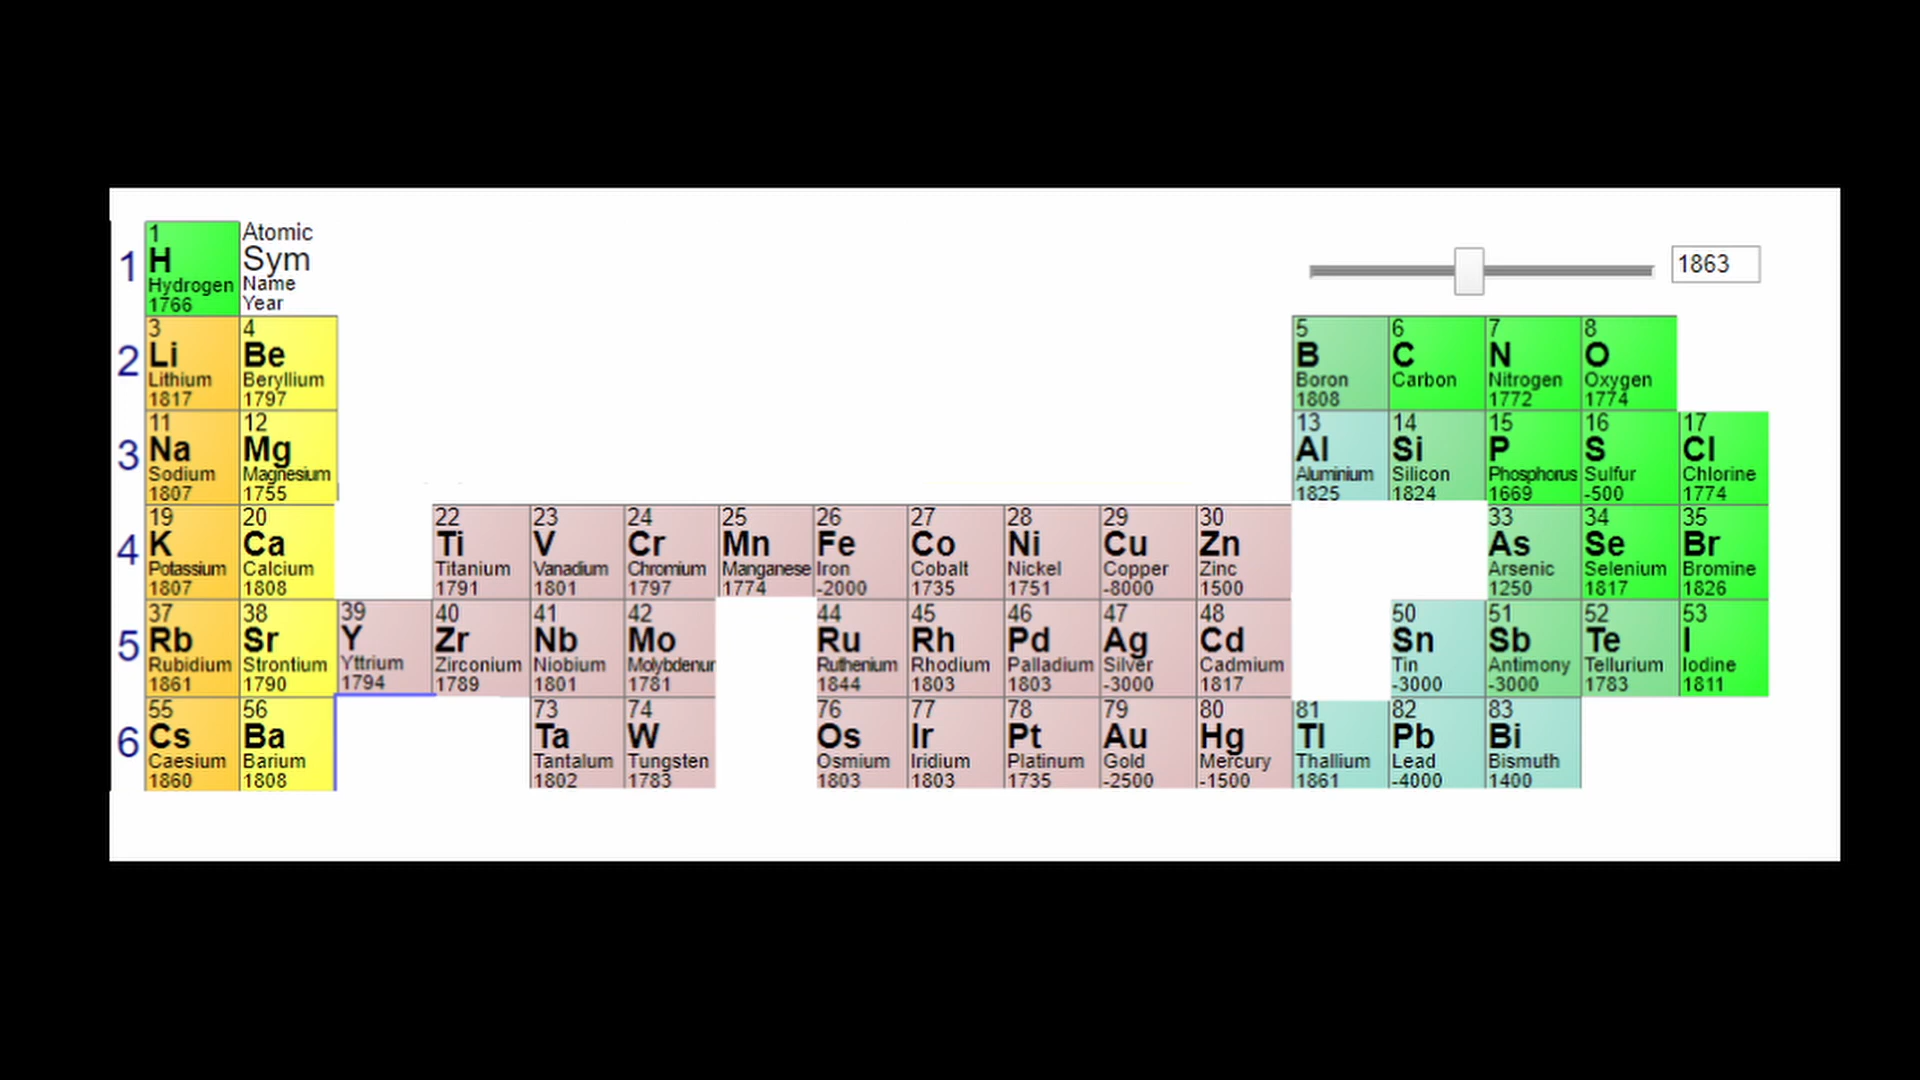 1 Atomic
H Sym
Hydrogen Name
1766 Year
1
1863
3 4 5 6 7 8
Li Be B C N O
Lithium Beryllium Boron Carbon Nitrogen Oxygen
1817 1797 1808 1772 1774
2
11 12 13 14 15 16 17
Na Mg Al Si P S Cl
Sodium Magnesium Aluminium Silicon Phosphorus Sulfur Chlorine
1807 1755 1825 1824 1669 -500 1774
3
19 20 22 23 24 25 26 27 28 29 30 33 34 35
K Ca Ti V Cr Mn Fe Co Ni Cu Zn As Se Br
Potassium Calcium Titanium Vanadium Chromium Manganese Iron Cobalt Nickel Copper Zinc Arsenic Selenium Bromine
1807 1808 1791 1801 1797 1774 -2000 1735 1751 -8000 1500 1250 1817 1826
4
37 38 39 40 41 42 44 45 46 47 48 50 51 52 53
Rb Sr Y Zr Nb Mo Ru Rh Pd Ag Cd Sn Sb Te I
Rubidium Strontium Yttrium Zirconium Niobium Molybdenur Ruthenium Rhodium Palladium Silver Cadmium Tin Antimony Tellurium Iodine
1861 1790 1794 1789 1801 1781 1844 1803 1803 -3000 1817 -3000 -3000 1783 1811
5
55 56 73 74 76 77 78 79 80 81 82 83
Cs Ba Ta W Os Ir Pt Au Hg Tl Pb Bi
Caesium Barium Tantalum Tungsten Osmium Iridium Platinum Gold Mercury Thallium Lead Bismuth
1860 1808 1802 1783 1803 1803 1735 -2500 -1500 1861 -4000 1400
6